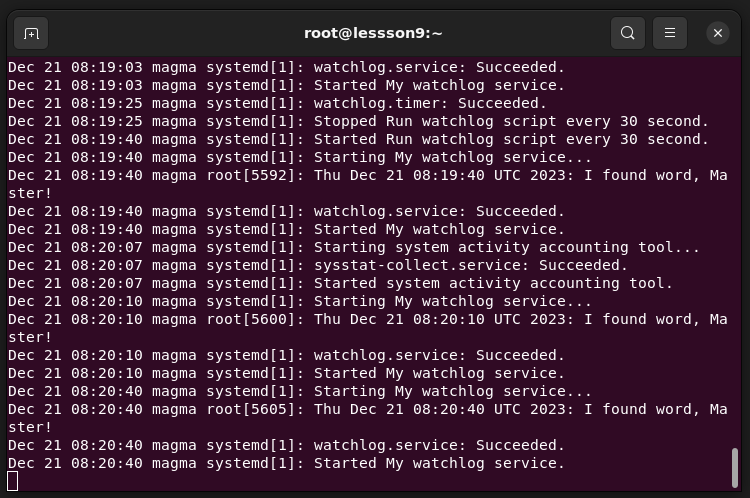 root@lessson9:~
Dec 21 08:19:03 magma systemd[1]: watchlog.service: Succeeded.
Dec 21 08:19:03 magma systemd[1]: Started My watchlog service.
Dec 21 08:19:25 magma systemd[1]: watchlog.timer: Succeeded.
Dec 21 08:19:25 magma systemd[1]: Stopped Run watchlog script every 30 second.
Dec 21 08:19:40 magma systemd[1]: Started Run watchlog script every 30 second.
Dec 21 08:19:40 magma systemd[1]: Starting My watchlog service...
Dec 21 08:19:40 magma root[5592]: Thu Dec 21 08:19:40 UTC 2023: I found word, Ma
ster!
Dec 21 08:19:40 magma systemd[1]: watchlog.service: Succeeded.
Dec 21 08:19:40 magma systemd[1]: Started My watchlog service.
Dec 21 08:20:07 magma systemd[1]: Starting system activity accounting tool...
Dec 21 08:20:07 magma systemd[1]: sysstat-collect.service: Succeeded.
Dec 21 08:20:07 magma systemd[1]: Started system activity accounting tool.
Dec 21 08:20:10 magma systemd[1]: Starting My watchlog service...
Dec 21 08:20:10 magma root[5600]: Thu Dec 21 08:20:10 UTC 2023: I found word, Ma
ster!
Dec 21 08:20:10 magma systemd[1]: watchlog.service: Succeeded.
Dec 21 08:20:10 magma systemd[1]: Started My watchlog service.
Dec 21 08:20:40 magma systemd[1]: Starting My watchlog service...
Dec 21 08:20:40 magma root[5605]: Thu Dec 21 08:20:40 UTC 2023: I found word, Ma
ster!
Dec 21 08:20:40 magma systemd[1]: watchlog.service: Succeeded.
Dec 21 08:20:40 magma systemd[1]: Started My watchlog service.